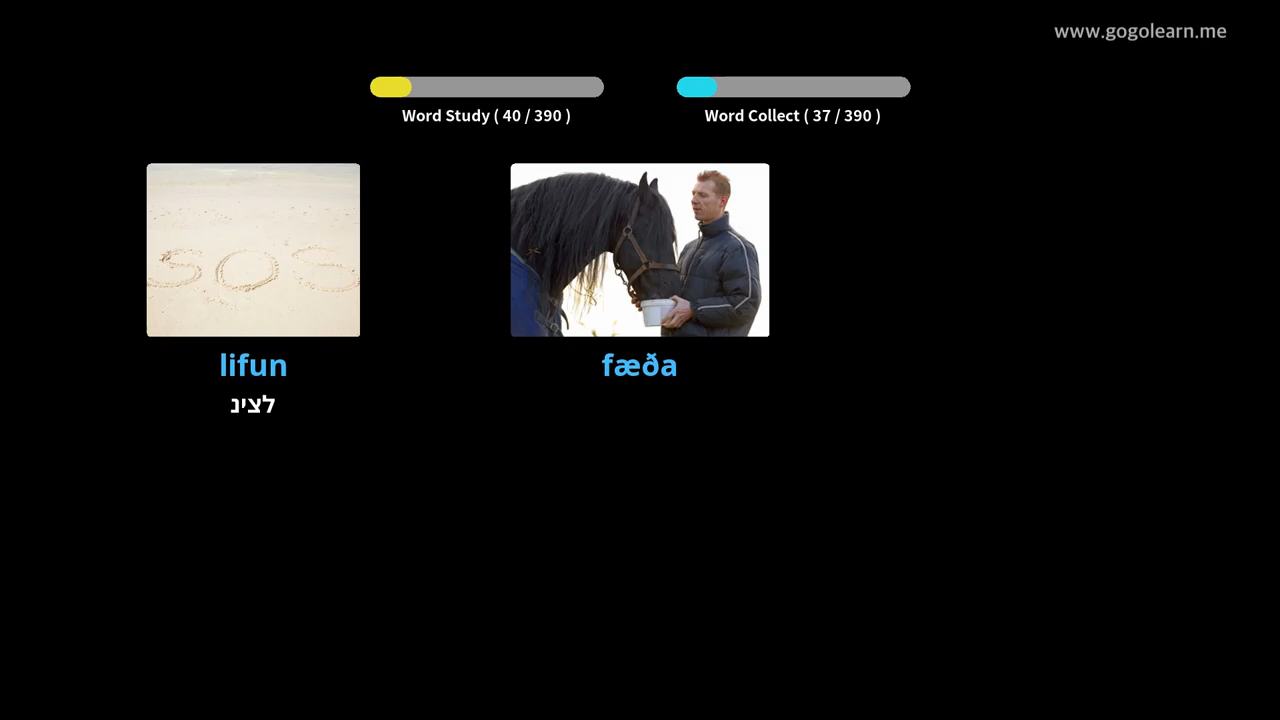 www.gogolearn.me
Word Study ( 40 / 390 )
Word Collect ( 37 / 390 )
SOS
lifun
לצינ
fæða